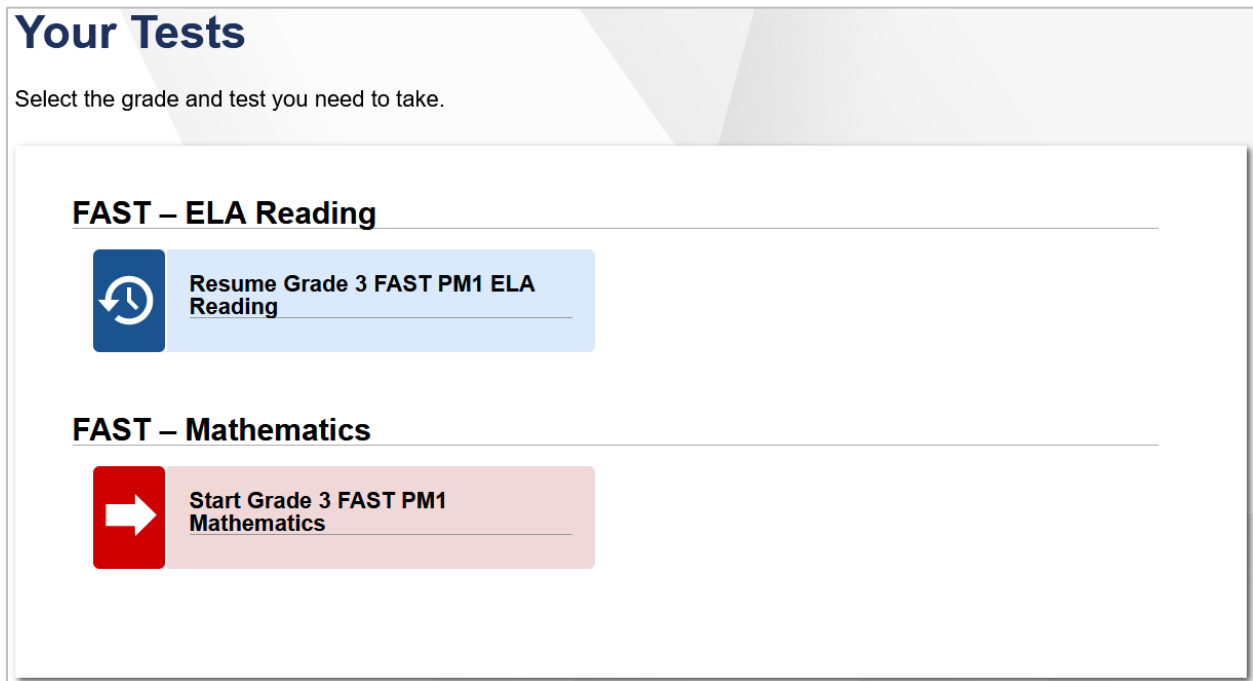 Your Tests
Select the grade and test you need to take.
FAST – ELA Reading
Resume Grade 3 FAST PM1 ELA
Reading
FAST – Mathematics
Start Grade 3 FAST PM1
Mathematics